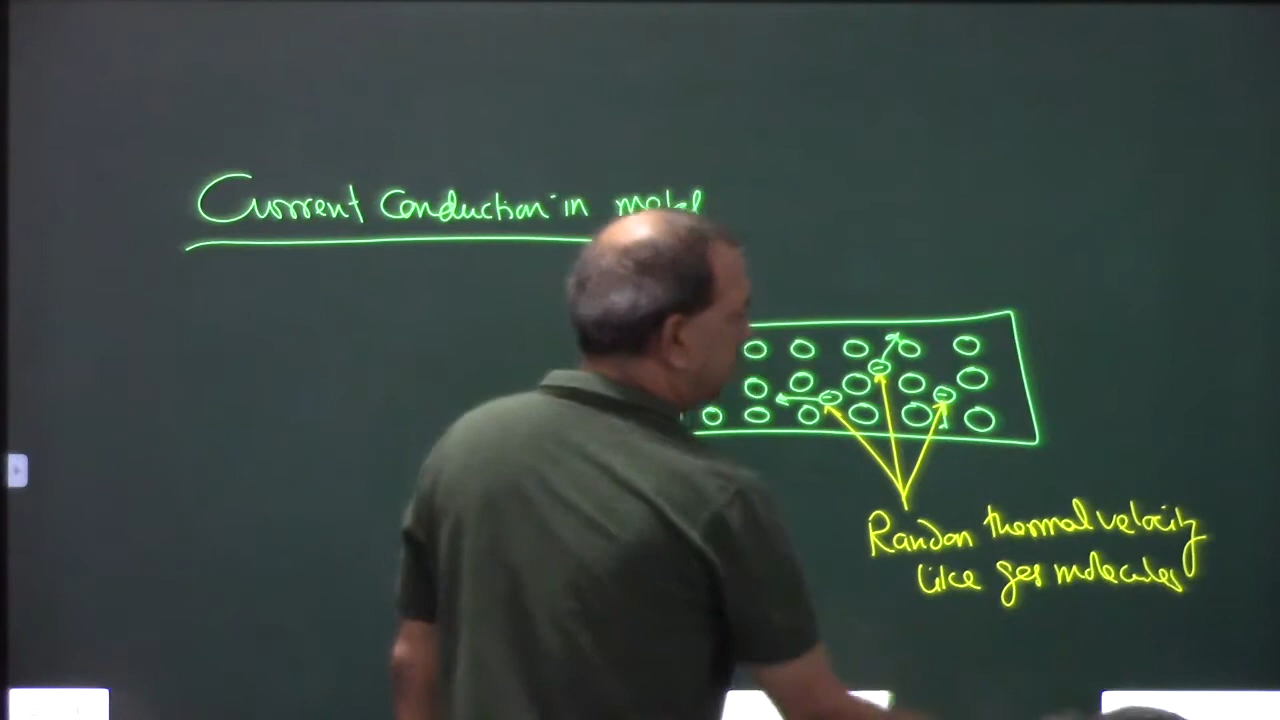 Current Conduction in metal
Random thermal velocity
like gas molecules